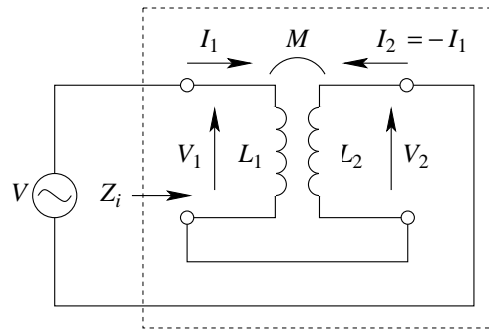 I₁ M I₂ = −I₁
V₁ L₁ L₂ V₂
V Zᵢ